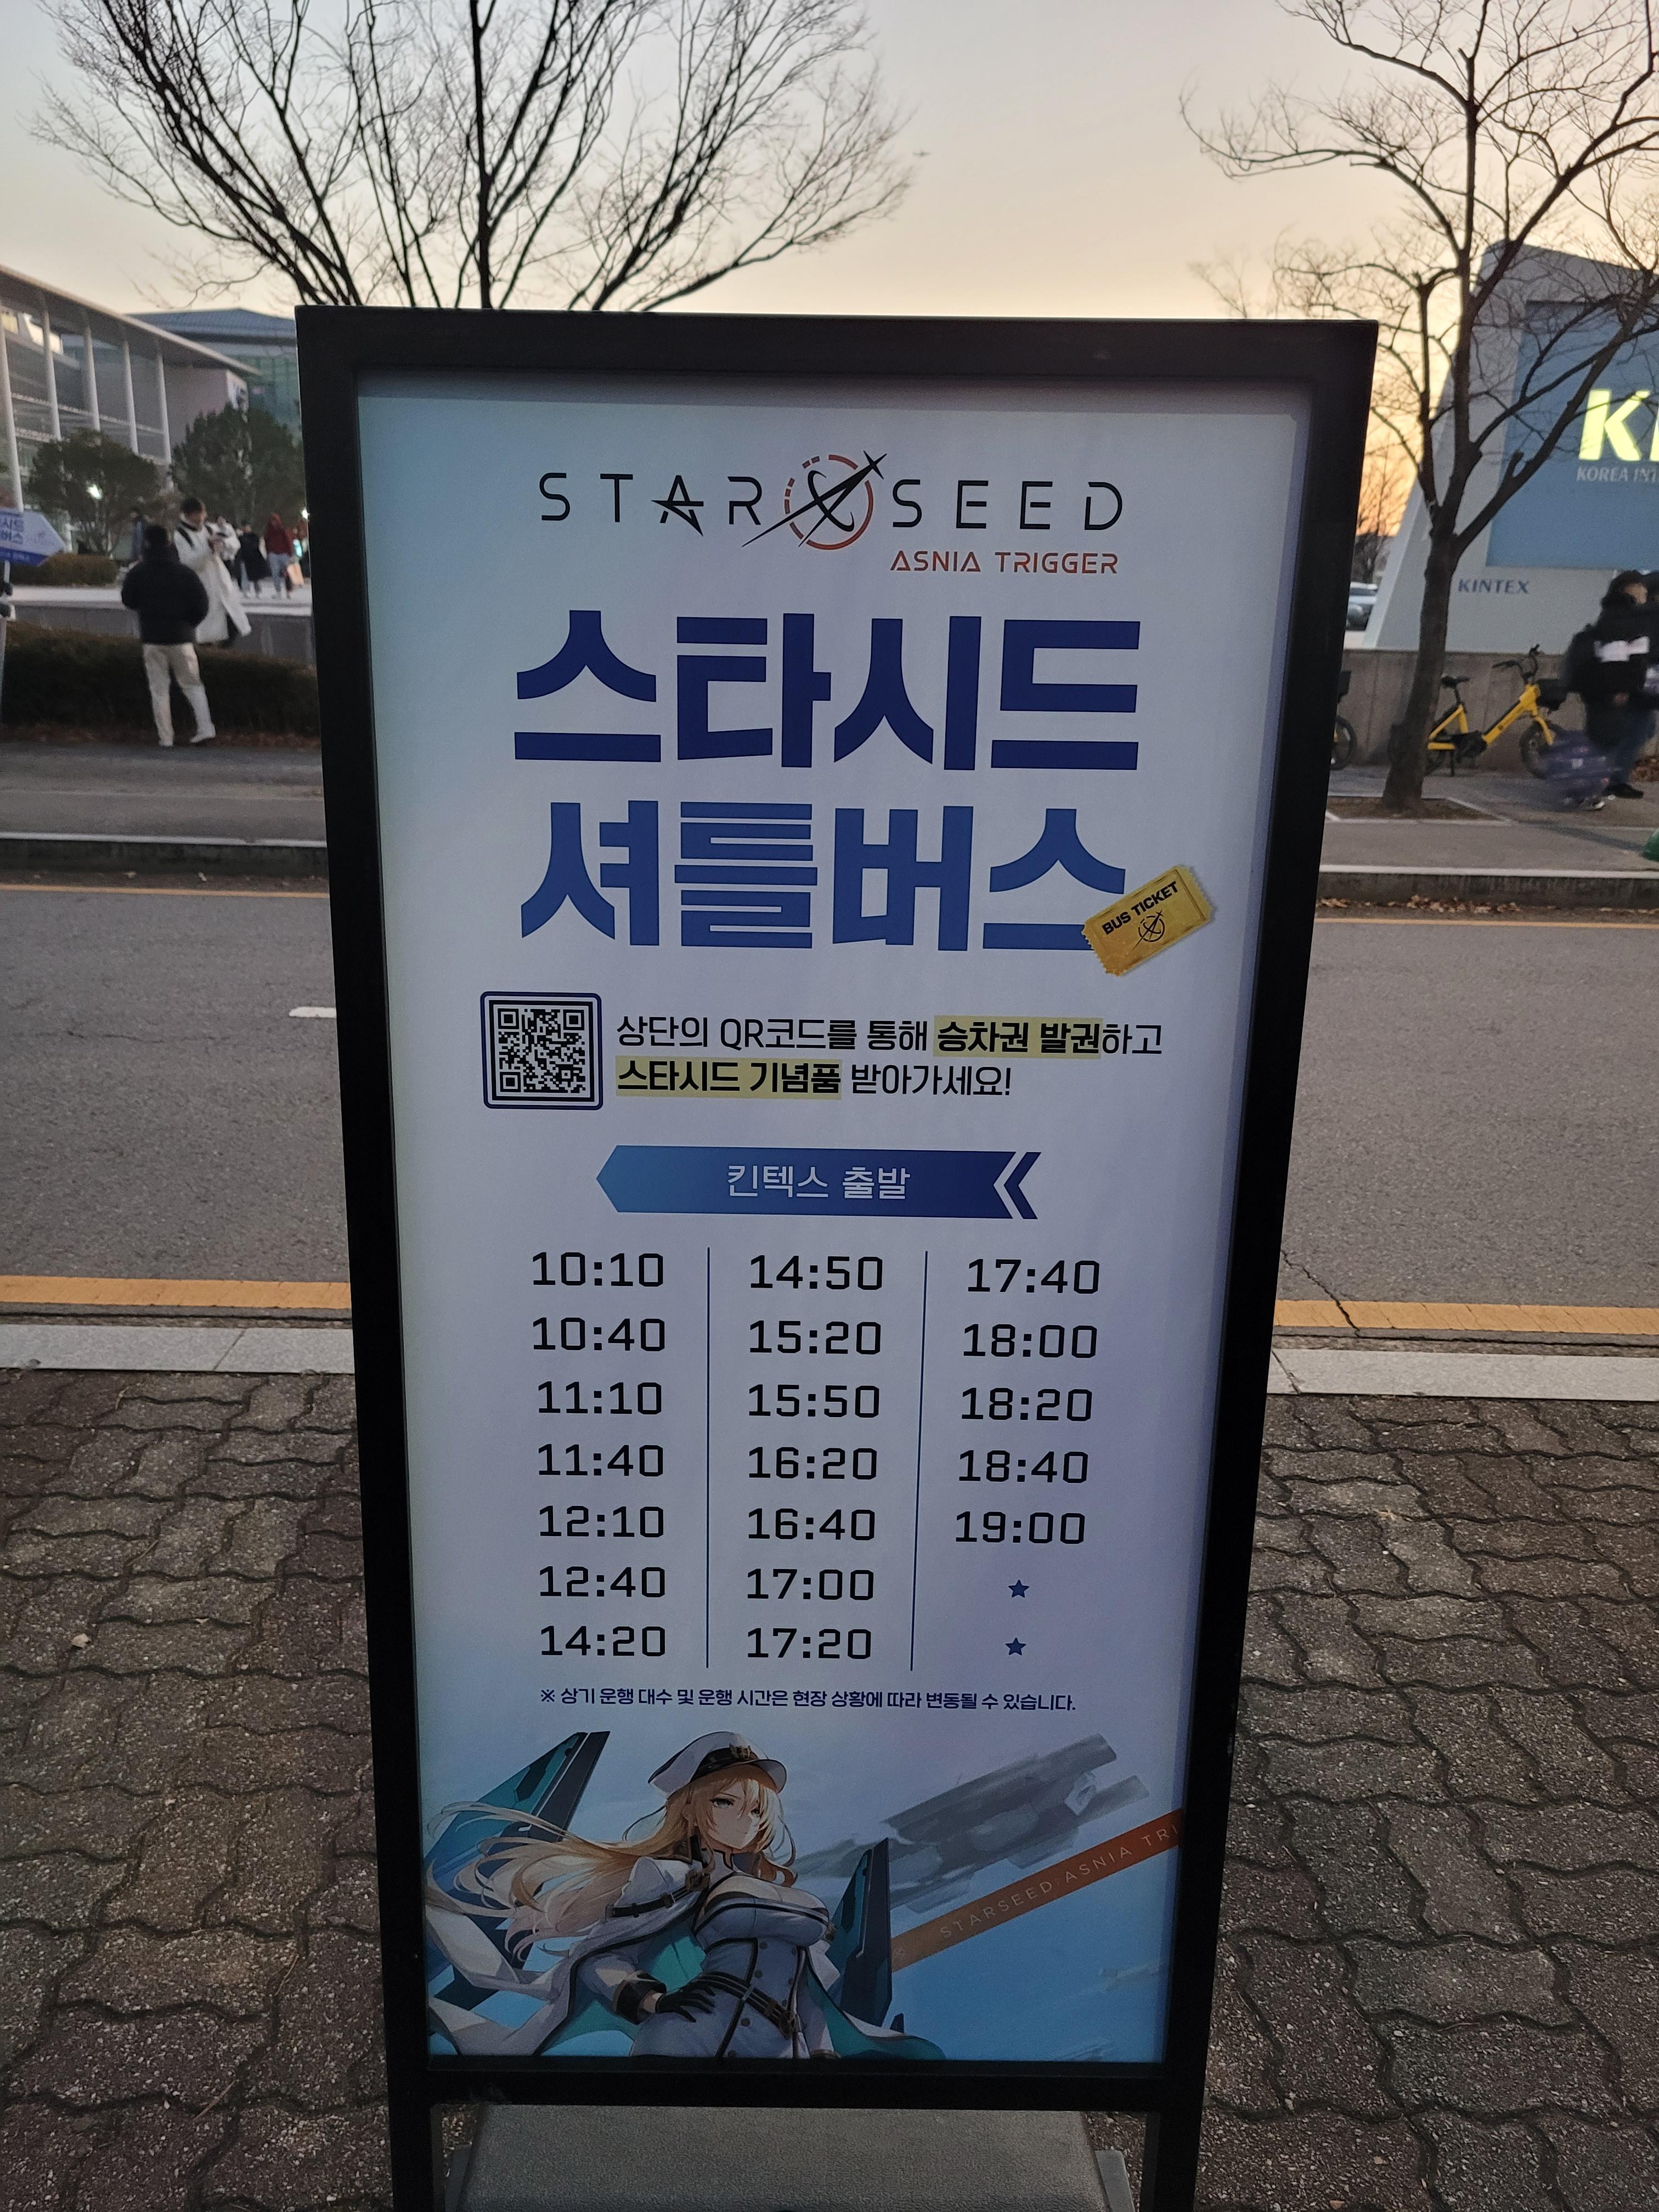 STARSEED
ASNIA TRIGGER
스타시드
셔틀버스
BUS TICKET
상단의 QR코드를 통해 승차권 발권하고
스타시드 기념품 받아가세요!
킨텍스 출발
10:10 14:50 17:40
10:40 15:20 18:00
11:10 15:50 18:20
11:40 16:20 18:40
12:10 16:40 19:00
12:40 17:00 ★
14:20 17:20 ★
※ 상기 운행 대수 및 운행 시간은 현장 상황에 따라 변동될 수 있습니다.
STARSEED ASNIA TRI
KI
KOREA INT
KINTEX